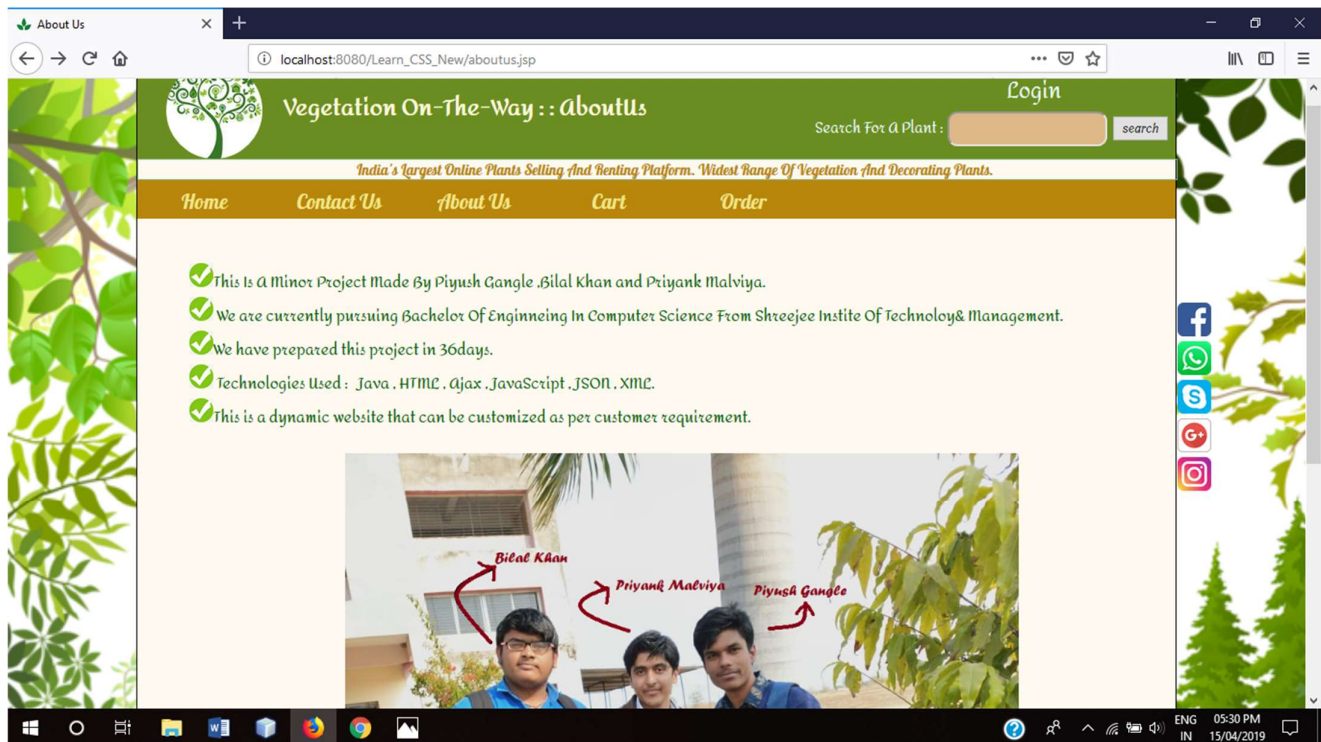 About Us
localhost:8080/Learn_CSS_New/aboutus.jsp
Login
Vegetation On-The-Way :: AboutUs
Search For A Plant : search
India's Largest Online Plants Selling And Renting Platform. Widest Range Of Vegetation And Decorating Plants.
Home Contact Us About Us Cart Order
This Is A Minor Project Made By Piyush Gangle ,Bilal Khan and Priyank Malviya.
We are currently pursuing Bachelor Of Enginneing In Computer Science From Shreejee Instite Of Technoloy& Management.
We have prepared this project in 36days.
Technologies Used : Java , HTML , Ajax , JavaScript , JSON , XML.
This is a dynamic website that can be customized as per customer requirement.
Bilal Khan
Priyank Malviya
Piyush Gangle
ENG 05:30 PM
IN 15/04/2019